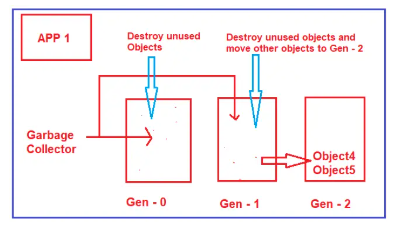 APP 1
Destroy unused
Objects
Destroy unused objects and
move other objects to Gen - 2
Garbage
Collector
Object4
Object5
Gen - 0
Gen - 1
Gen - 2